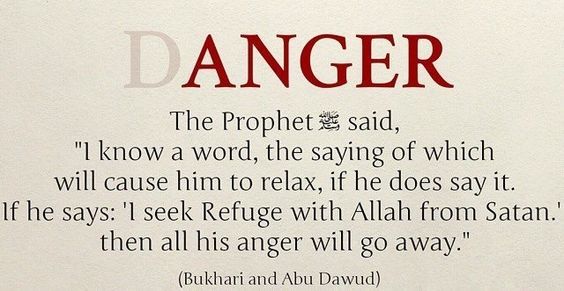 DANGER
The Prophet ﷺ said,
"I know a word, the saying of which
will cause him to relax, if he does say it.
If he says: 'I seek Refuge with Allah from Satan.'
then all his anger will go away."
(Bukhari and Abu Dawud)